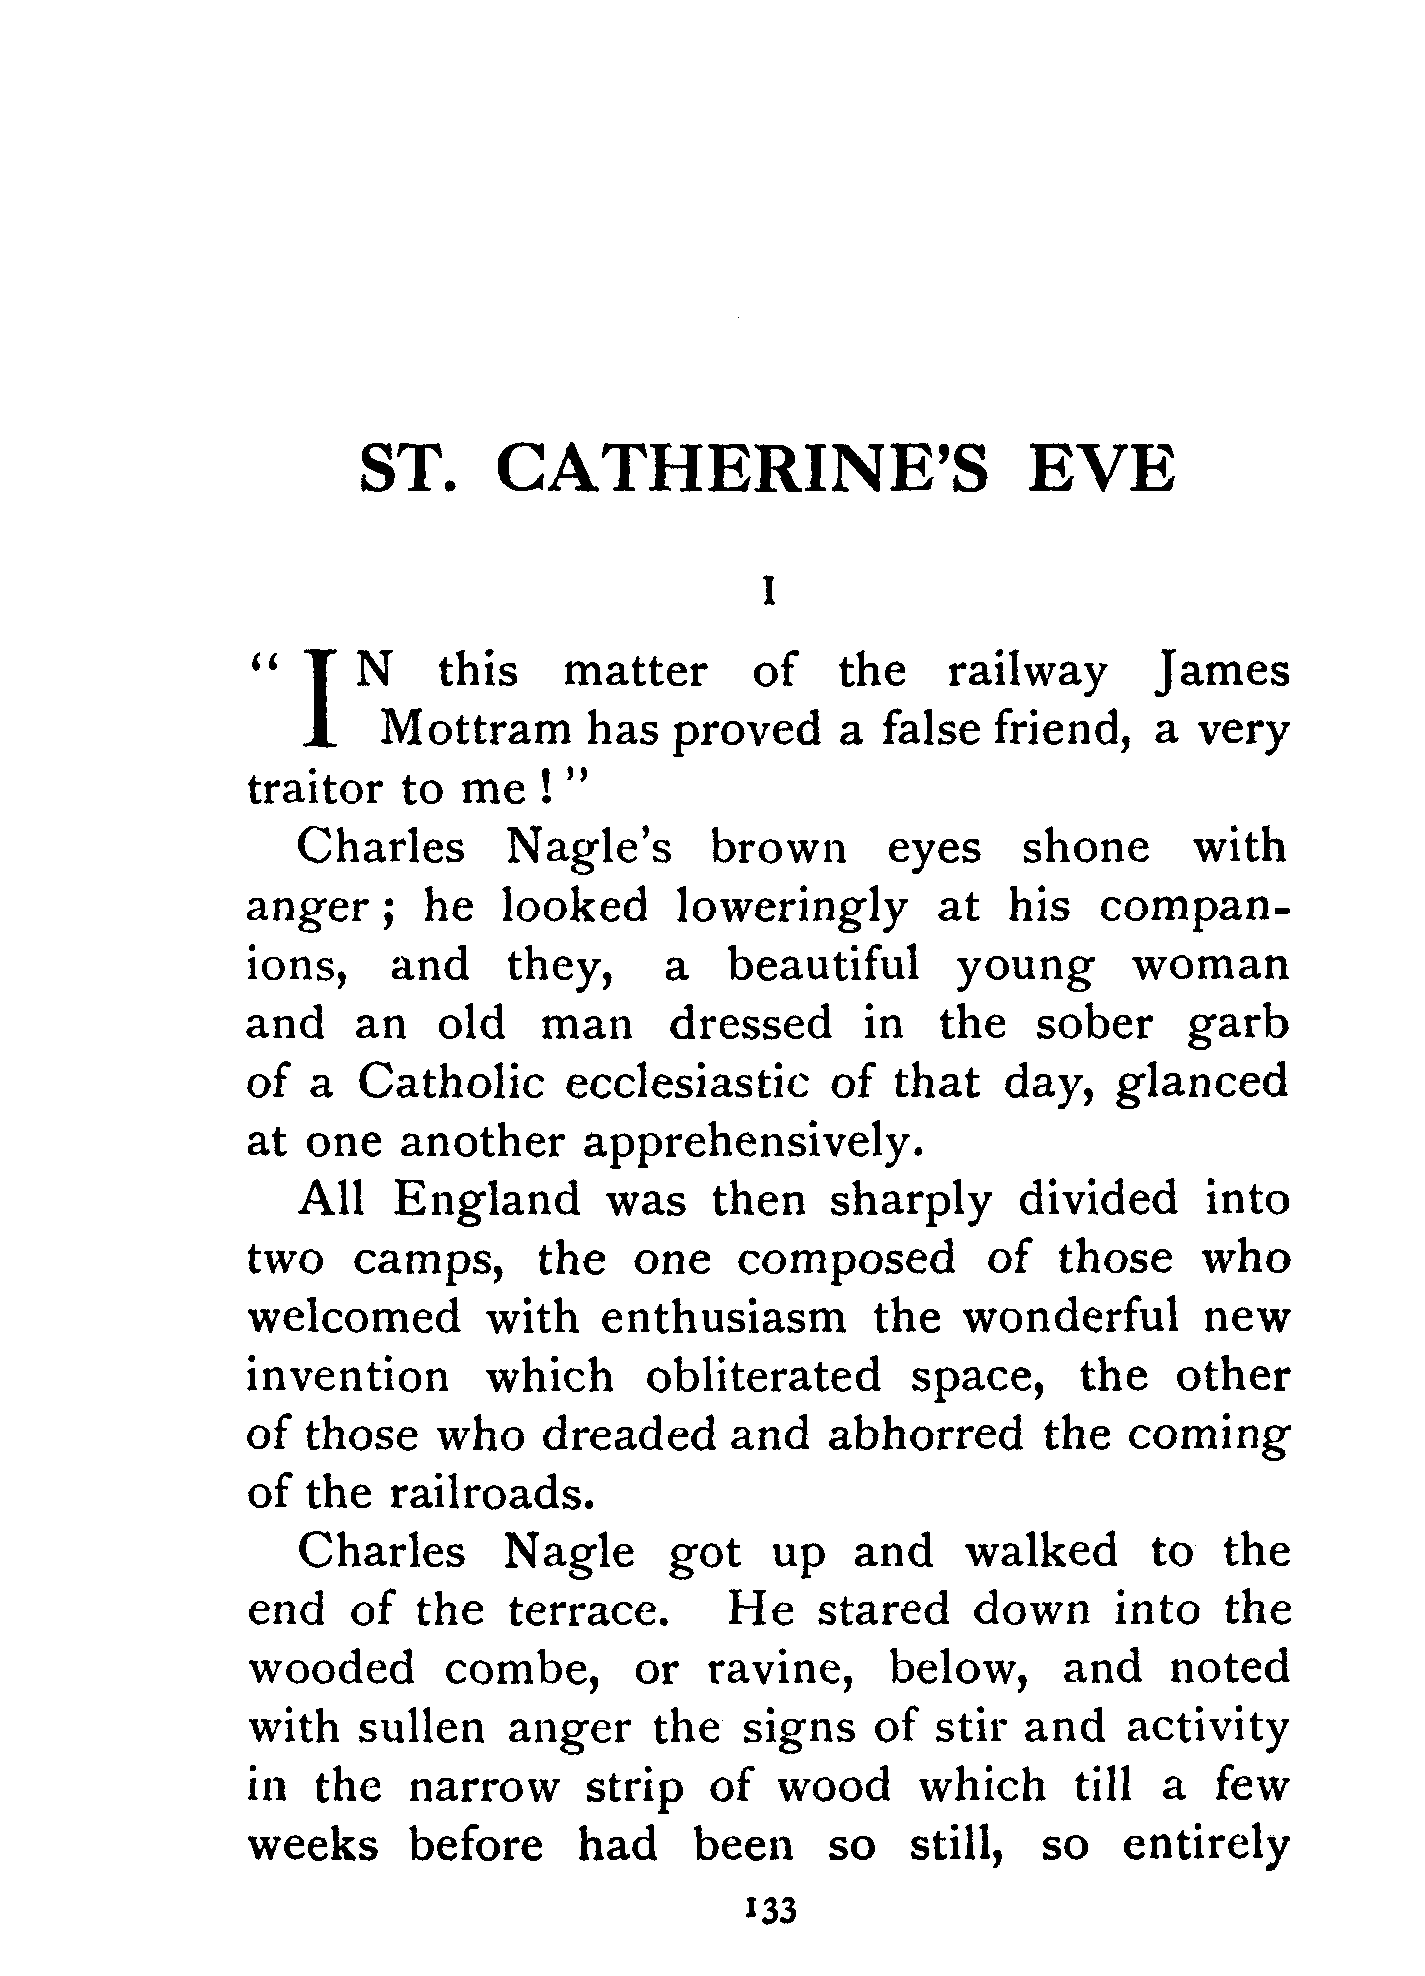 ST. CATHERINE'S EVE
I
"IN this matter of the railway James
Mottram has proved a false friend, a very
traitor to me!"
Charles Nagle's brown eyes shone with
anger; he looked loweringly at his compan-
ions, and they, a beautiful young woman
and an old man dressed in the sober garb
of a Catholic ecclesiastic of that day, glanced
at one another apprehensively.
All England was then sharply divided into
two camps, the one composed of those who
welcomed with enthusiasm the wonderful new
invention which obliterated space, the other
of those who dreaded and abhorred the coming
of the railroads.
Charles Nagle got up and walked to the
end of the terrace. He stared down into the
wooded combe, or ravine, below, and noted
with sullen anger the signs of stir and activity
in the narrow strip of wood which till a few
weeks before had been so still, so entirely
133